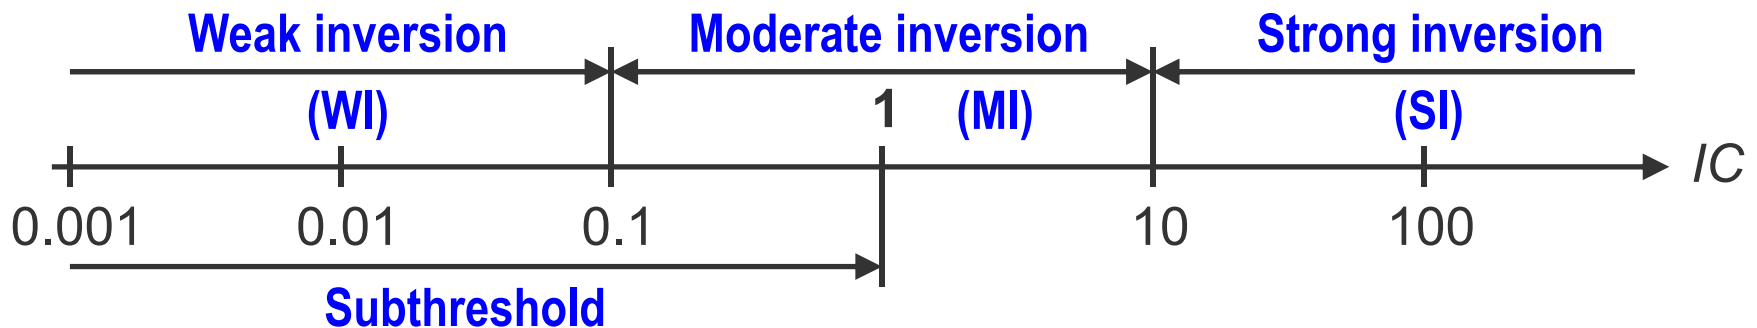 Weak inversion
Moderate inversion
Strong inversion
(WI)
1
(MI)
(SI)
IC
0.001
0.01
0.1
10
100
Subthreshold